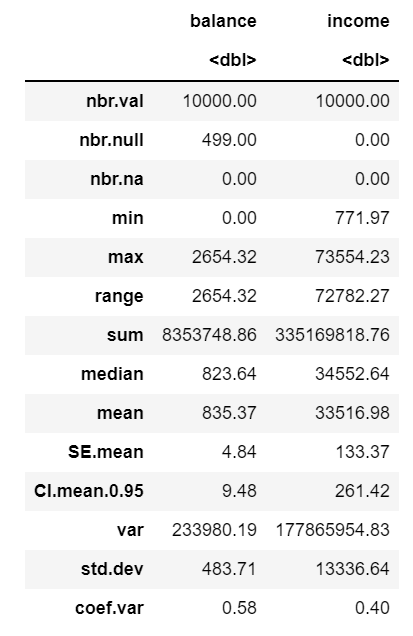 balance income
<dbl> <dbl>
nbr.val 10000.00 10000.00
nbr.null 499.00 0.00
nbr.na 0.00 0.00
min 0.00 771.97
max 2654.32 73554.23
range 2654.32 72782.27
sum 8353748.86 335169818.76
median 823.64 34552.64
mean 835.37 33516.98
SE.mean 4.84 133.37
CI.mean.0.95 9.48 261.42
var 233980.19 177865954.83
std.dev 483.71 13336.64
coef.var 0.58 0.40